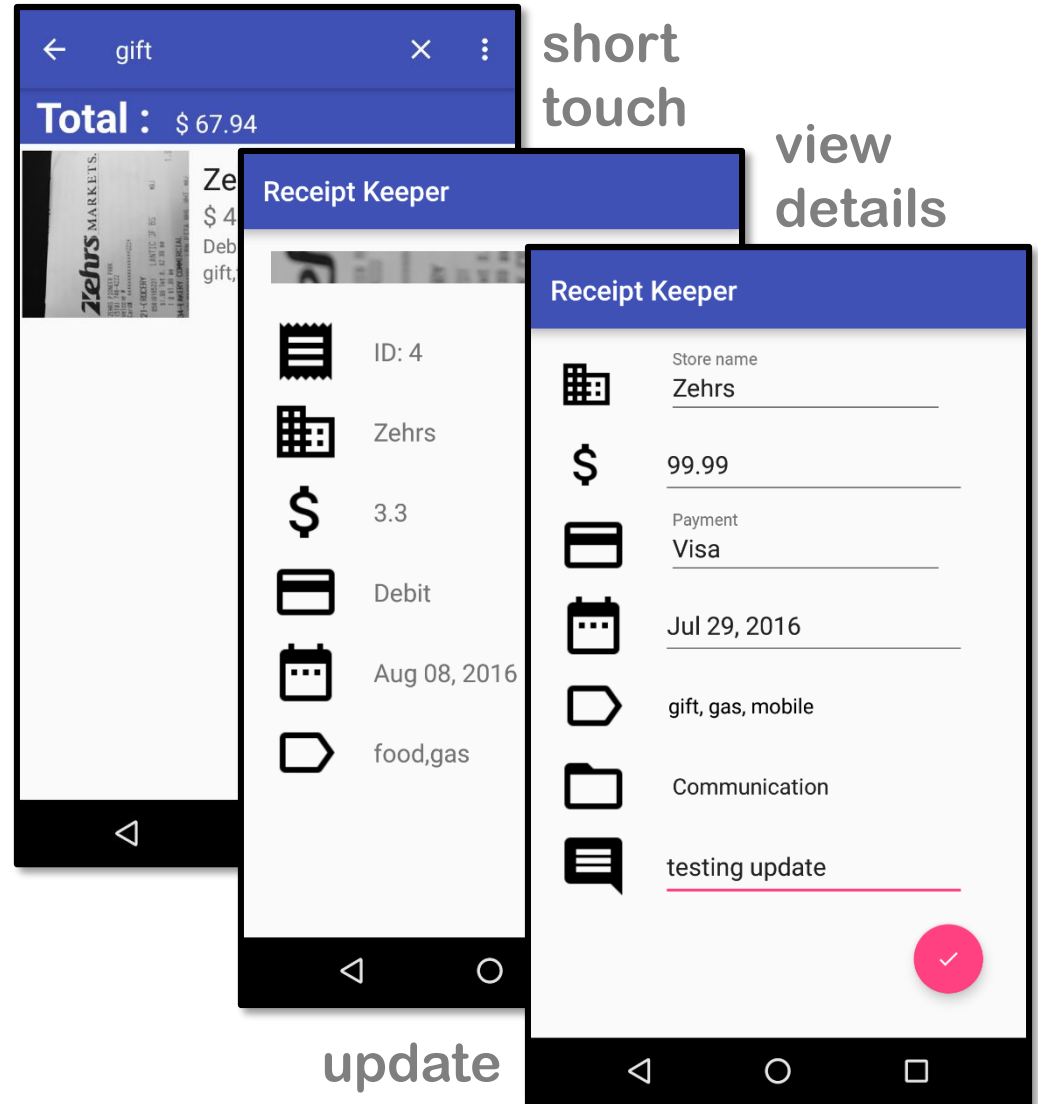 gift
Total : $ 67.94
Zehrs MARKETS.
Ze
$ 4
Deb
gift,
short
touch
Receipt Keeper
ID: 4
Zehrs
3.3
Debit
Aug 08, 2016
food,gas
view
details
Receipt Keeper
Store name
Zehrs
$ 99.99
Payment
Visa
Jul 29, 2016
gift, gas, mobile
Communication
testing update
update